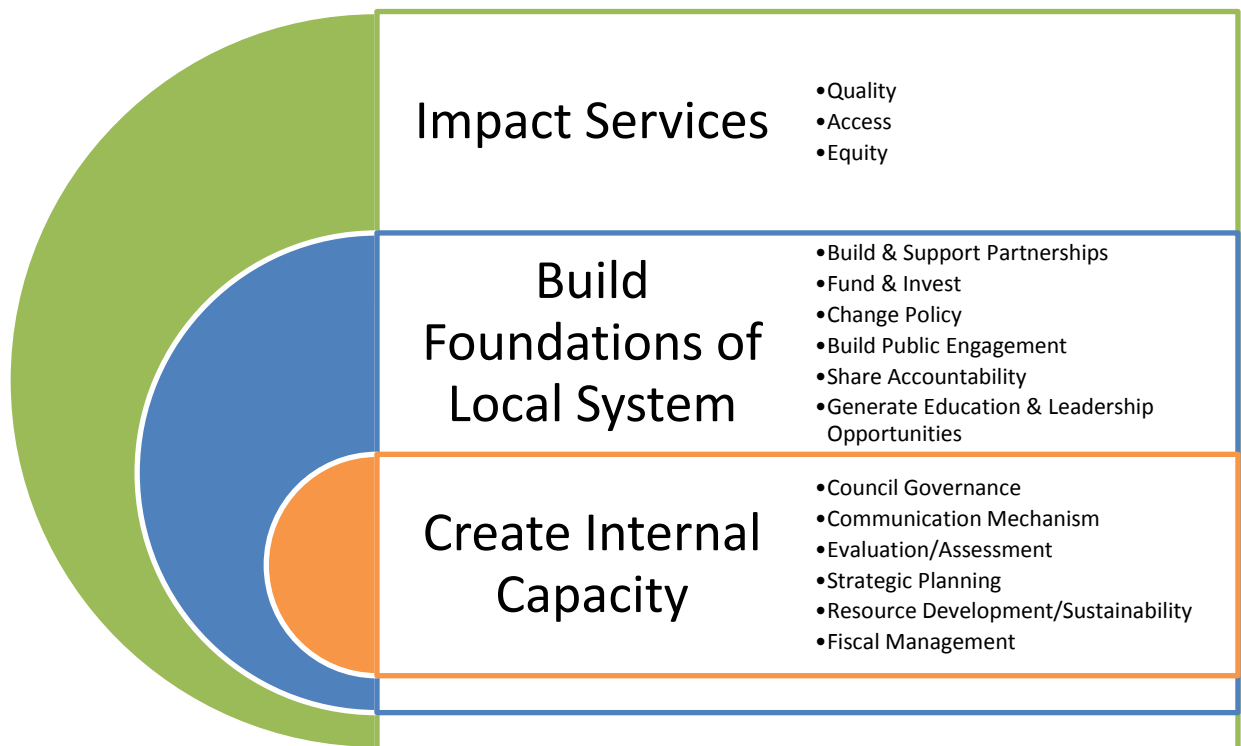 Impact Services
•Quality
•Access
•Equity
Build
Foundations of
Local System
•Build & Support Partnerships
•Fund & Invest
•Change Policy
•Build Public Engagement
•Share Accountability
•Generate Education & Leadership
Opportunities
Create Internal
Capacity
•Council Governance
•Communication Mechanism
•Evaluation/Assessment
•Strategic Planning
•Resource Development/Sustainability
•Fiscal Management